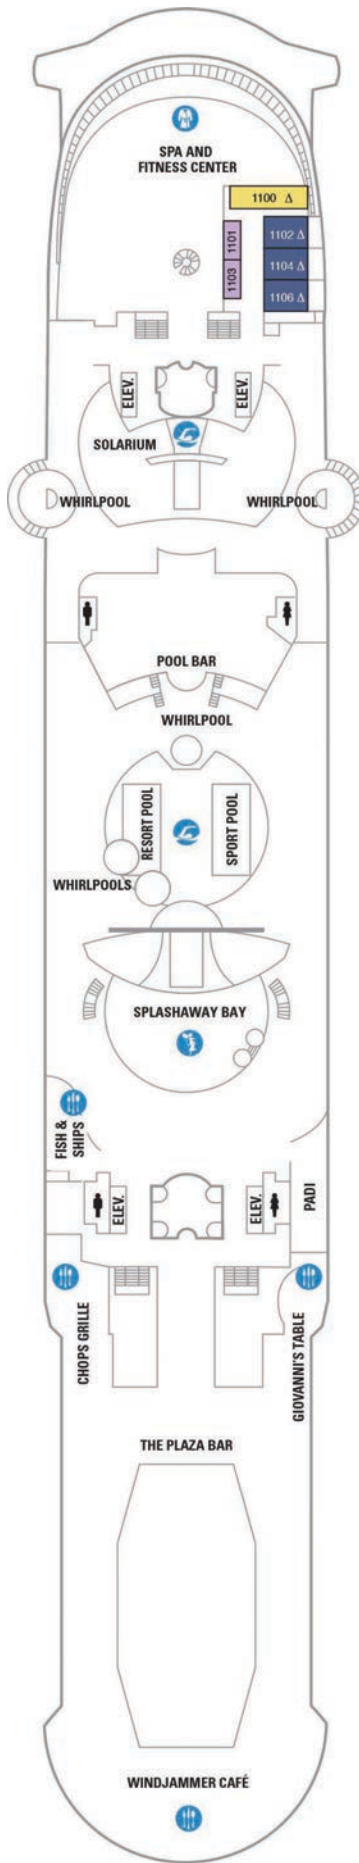 SPA AND
FITNESS CENTER
1100 Δ
1101
1102 Δ
1103
1104 Δ
1106 Δ
ELEV.
ELEV.
SOLARIUM
WHIRLPOOL
WHIRLPOOL
POOL BAR
WHIRLPOOL
RESORT POOL
SPORT POOL
WHIRLPOOLS
SPLASHAWAY BAY
FISH &
SHIPS
ELEV.
ELEV.
PADI
CHOPS GRILLE
GIOVANNI'S TABLE
THE PLAZA BAR
WINDJAMMER CAFÉ